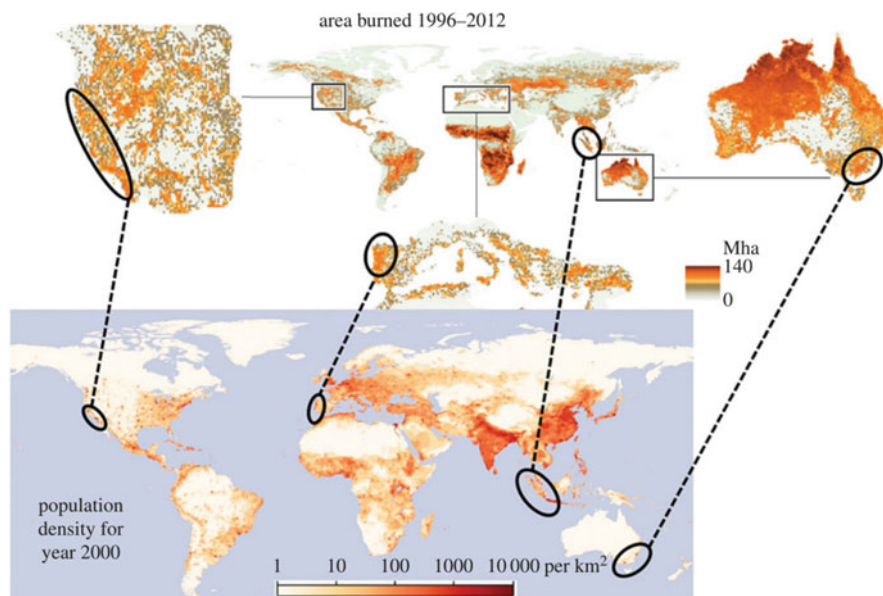 area burned 1996–2012
Mha
140
0
population
density for
year 2000
1 10 100 1000 10 000 per km²